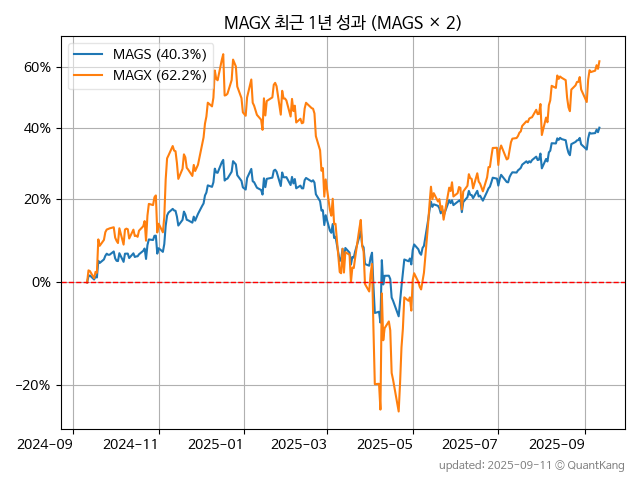 MAGX 최근 1년 성과 (MAGS × 2)
MAGS (40.3%)
MAGX (62.2%)
60%
40%
20%
0%
−20%
2024-09 2024-11 2025-01 2025-03 2025-05 2025-07 2025-09
updated: 2025-09-11 © QuantKang